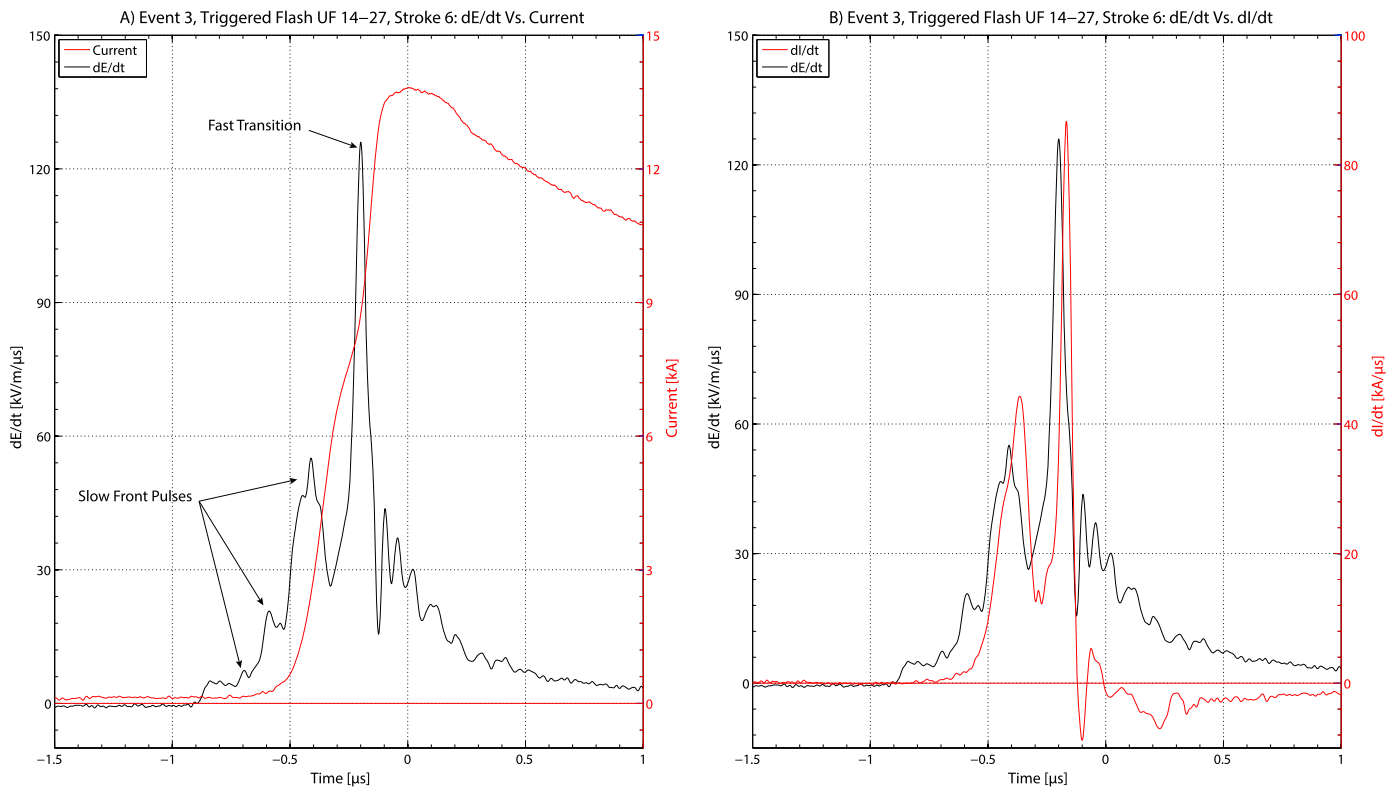 A) Event 3, Triggered Flash UF 14−27, Stroke 6: dE/dt Vs. Current
Current
dE/dt
Fast Transition
Slow Front Pulses
150
120
90
60
30
0
dE/dt [kV/m/µs]
15
12
9
6
3
0
Current [kA]
−1.5
−1
−0.5
0
0.5
1
Time [µs]
B) Event 3, Triggered Flash UF 14−27, Stroke 6: dE/dt Vs. dI/dt
dI/dt
dE/dt
150
120
90
60
30
0
dE/dt [kV/m/µs]
100
80
60
40
20
0
dI/dt [kA/µs]
−1.5
−1
−0.5
0
0.5
1
Time [µs]